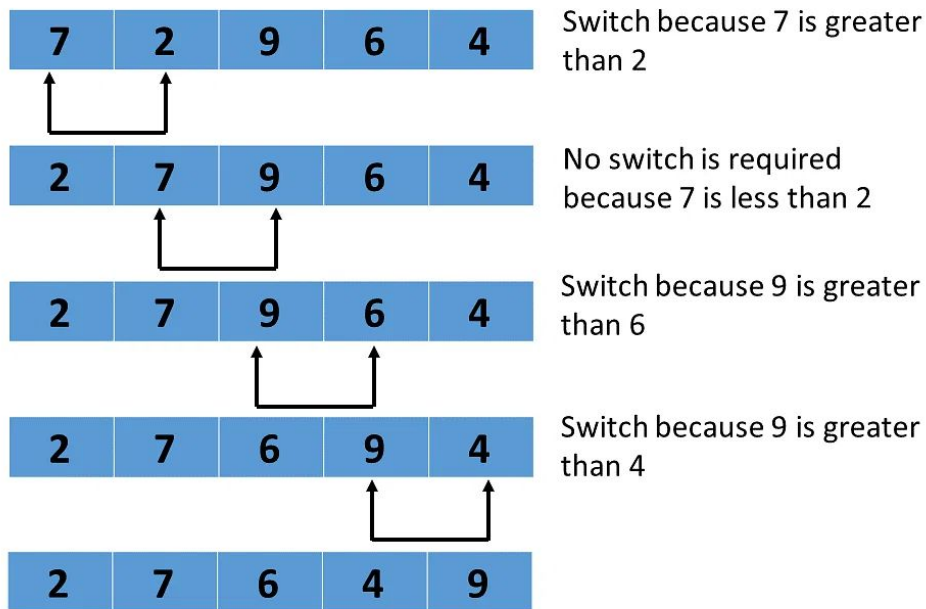 7 2 9 6 4
Switch because 7 is greater
than 2
2 7 9 6 4
No switch is required
because 7 is less than 2
2 7 9 6 4
Switch because 9 is greater
than 6
2 7 6 9 4
Switch because 9 is greater
than 4
2 7 6 4 9